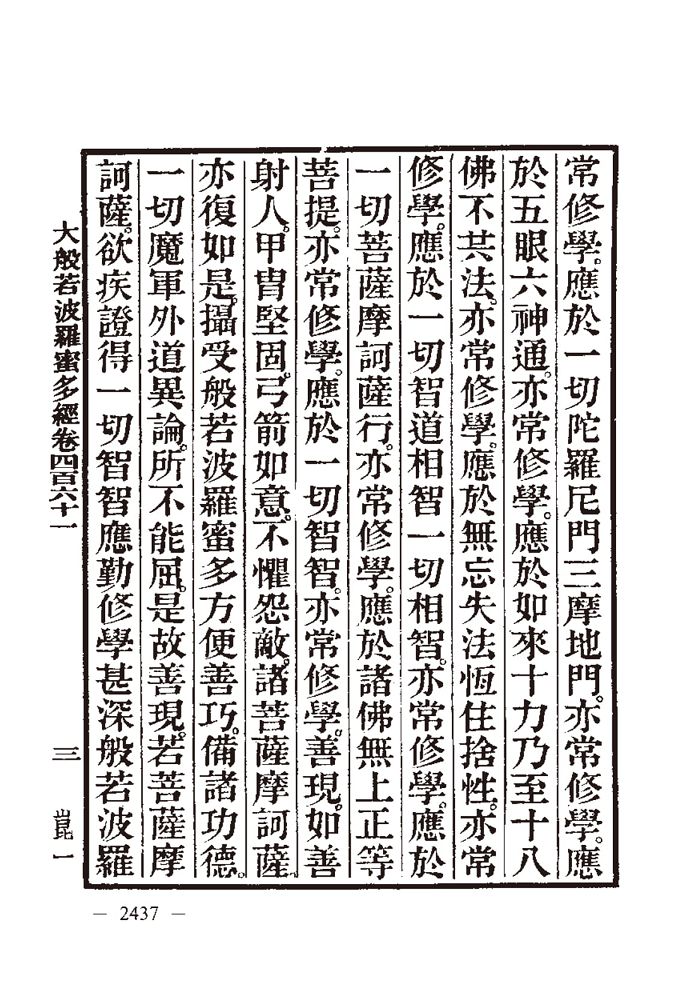 常修學。應於一切陀羅尼門三摩地門。亦常修學。應
於五眼六神通。亦常修學。應於如來十力乃至十八
佛不共法。亦常修學。應於無忘失法恆住捨性。亦常
修學。應於一切智道相智一切相智。亦常修學。應於
一切菩薩摩訶薩行。亦常修學。應於諸佛無上正等
菩提。亦常修學。應於一切智智。亦常修學。善現。如善
射人。甲冑堅固。弓箭如意。不懼怨敵。諸菩薩摩訶薩。
亦復如是。攝受般若波羅蜜多方便善巧。備諸功德。
一切魔軍外道異論。所不能屈。是故善現。若菩薩摩
訶薩。欲疾證得一切智智應勤修學甚深般若波羅
大般若波羅蜜多經卷四百六十一 三 崑一
— 2437 —